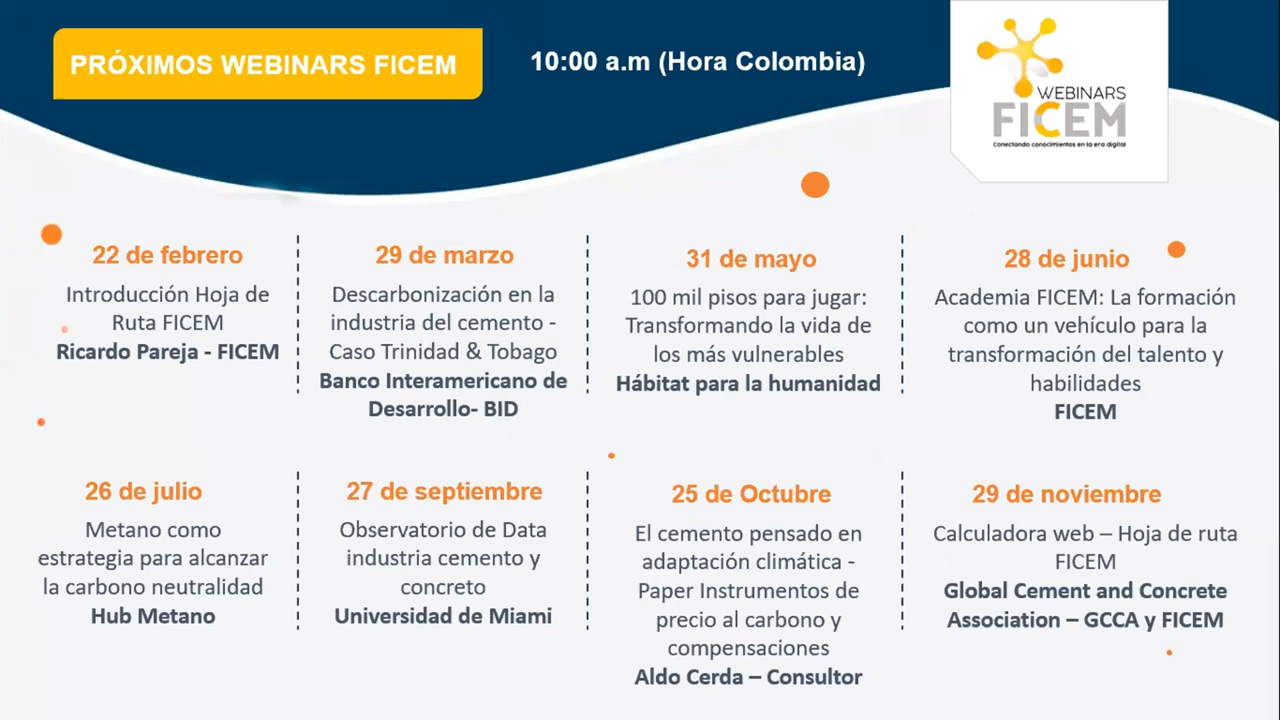 PRÓXIMOS WEBINARS FICEM
10:00 a.m (Hora Colombia)
WEBINARS
FICEM
Conectando conocimientos en la era digital
22 de febrero
Introducción Hoja de
Ruta FICEM
Ricardo Pareja - FICEM
29 de marzo
Descarbonización en la
industria del cemento -
Caso Trinidad & Tobago
Banco Interamericano de
Desarrollo- BID
31 de mayo
100 mil pisos para jugar:
Transformando la vida de
los más vulnerables
Hábitat para la humanidad
28 de junio
Academia FICEM: La formación
como un vehículo para la
transformación del talento y
habilidades
FICEM
26 de julio
Metano como
estrategia para alcanzar
la carbono neutralidad
Hub Metano
27 de septiembre
Observatorio de Data
industria cemento y
concreto
Universidad de Miami
25 de Octubre
El cemento pensado en
adaptación climática -
Paper Instrumentos de
precio al carbono y
compensaciones
Aldo Cerda – Consultor
29 de noviembre
Calculadora web – Hoja de ruta
FICEM
Global Cement and Concrete
Association – GCCA y FICEM